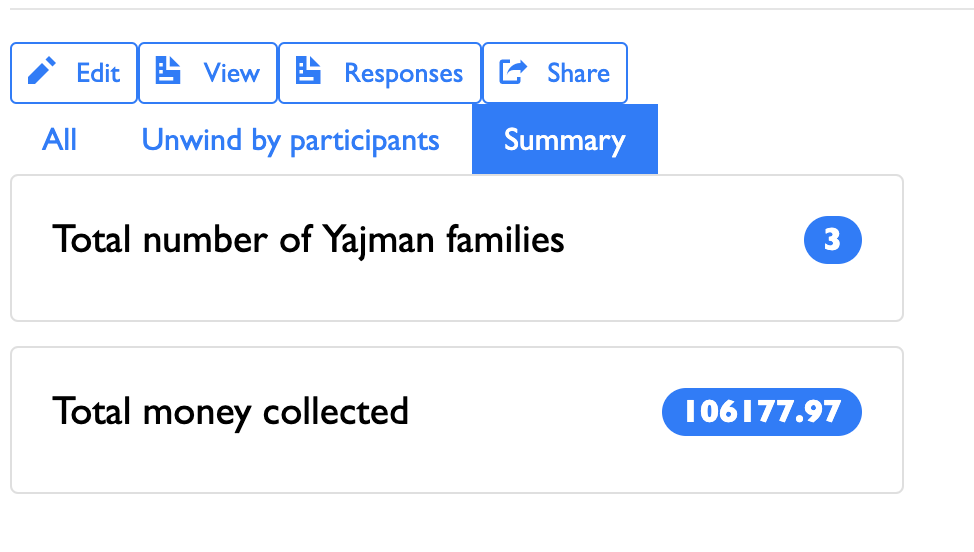 Edit View Responses Share
All Unwind by participants Summary
Total number of Yajman families 3
Total money collected 106177.97